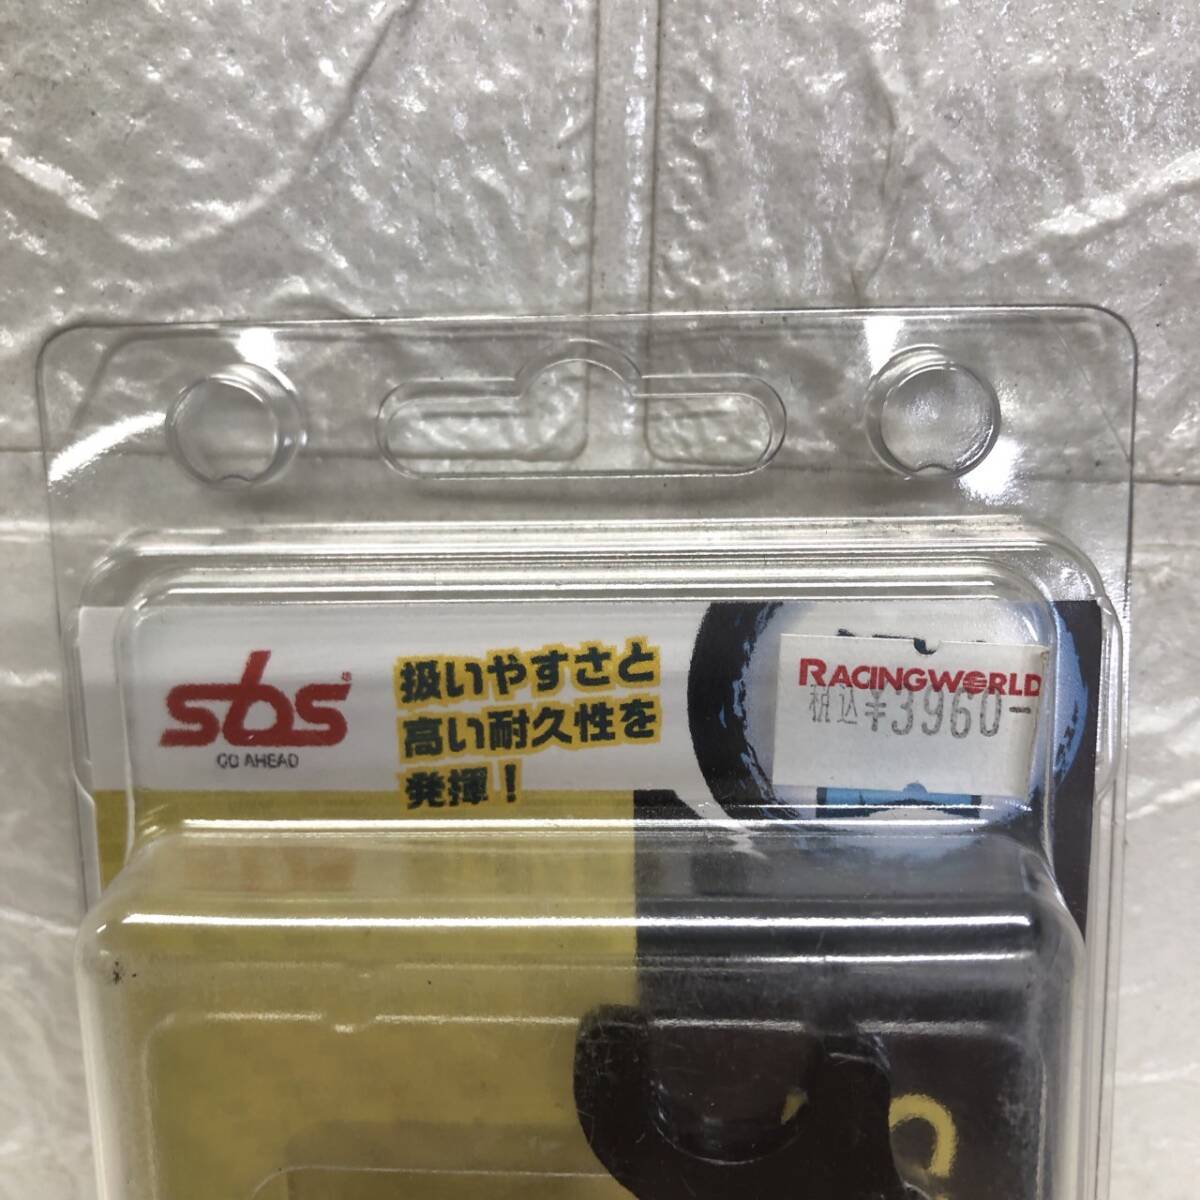 sbs®
GO AHEAD
扱いやすさと
高い耐久性を
発揮！
RACINGWORLD
税込 ¥3960-